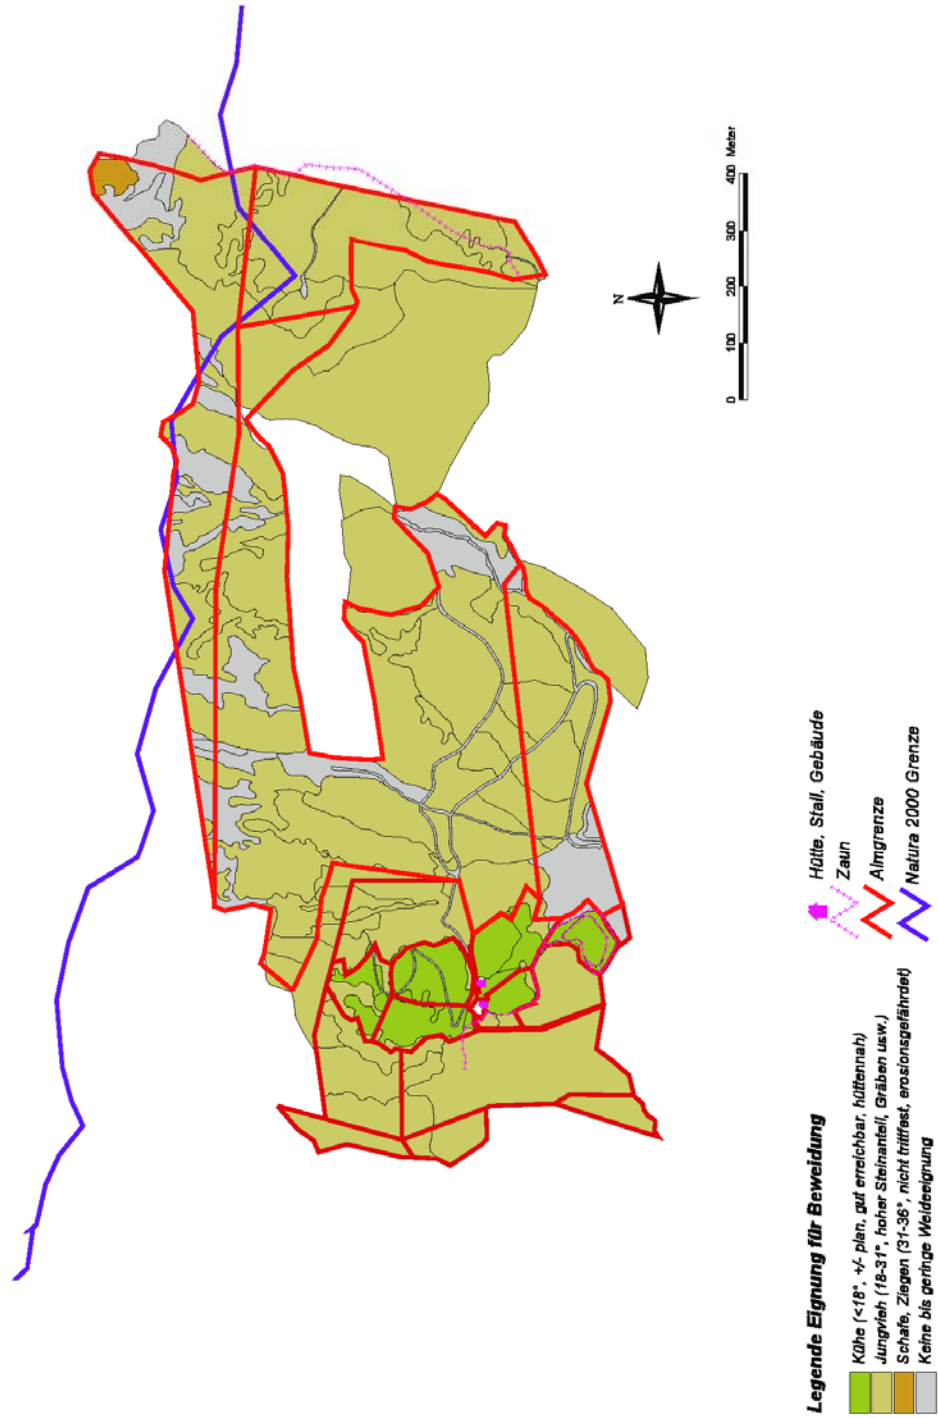 N
0 100 200 300 400 Meter
Legende Eignung für Beweidung
Kühe (<18°, +/- plan, gut erreichbar, hüttennah)
Jungvieh (18-31°, hoher Steinanteil, Gräben usw.)
Schafe, Ziegen (31-36°, nicht trittfest, erosionsgefährdet)
Keine bis geringe Weideeignung
Hütte, Stall, Gebäude
Zaun
Almgrenze
Natura 2000 Grenze